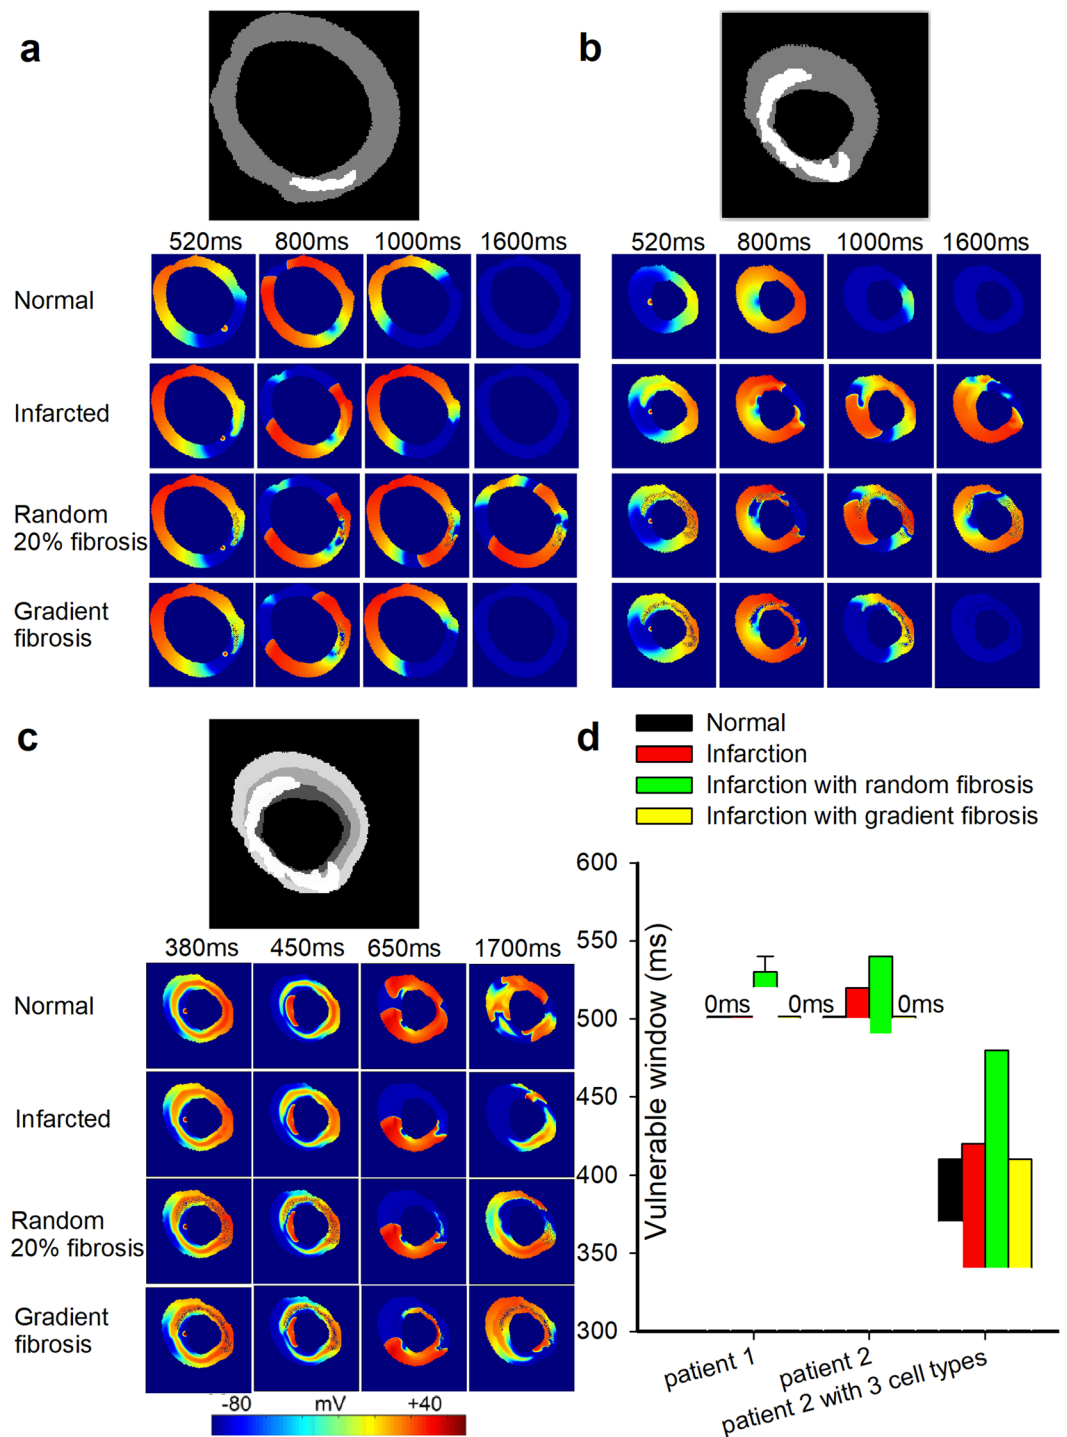 a
b
520ms 800ms 1000ms 1600ms
520ms 800ms 1000ms 1600ms
Normal
Infarcted
Random
20% fibrosis
Gradient
fibrosis
c
380ms 450ms 650ms 1700ms
Normal
Infarcted
Random
20% fibrosis
Gradient
fibrosis
-80 mV +40
d
Normal
Infarction
Infarction with random fibrosis
Infarction with gradient fibrosis
Vulnerable window (ms)
600
550
500
450
400
350
300
0ms 0ms 0ms
patient 1
patient 2
patient 2 with 3 cell types